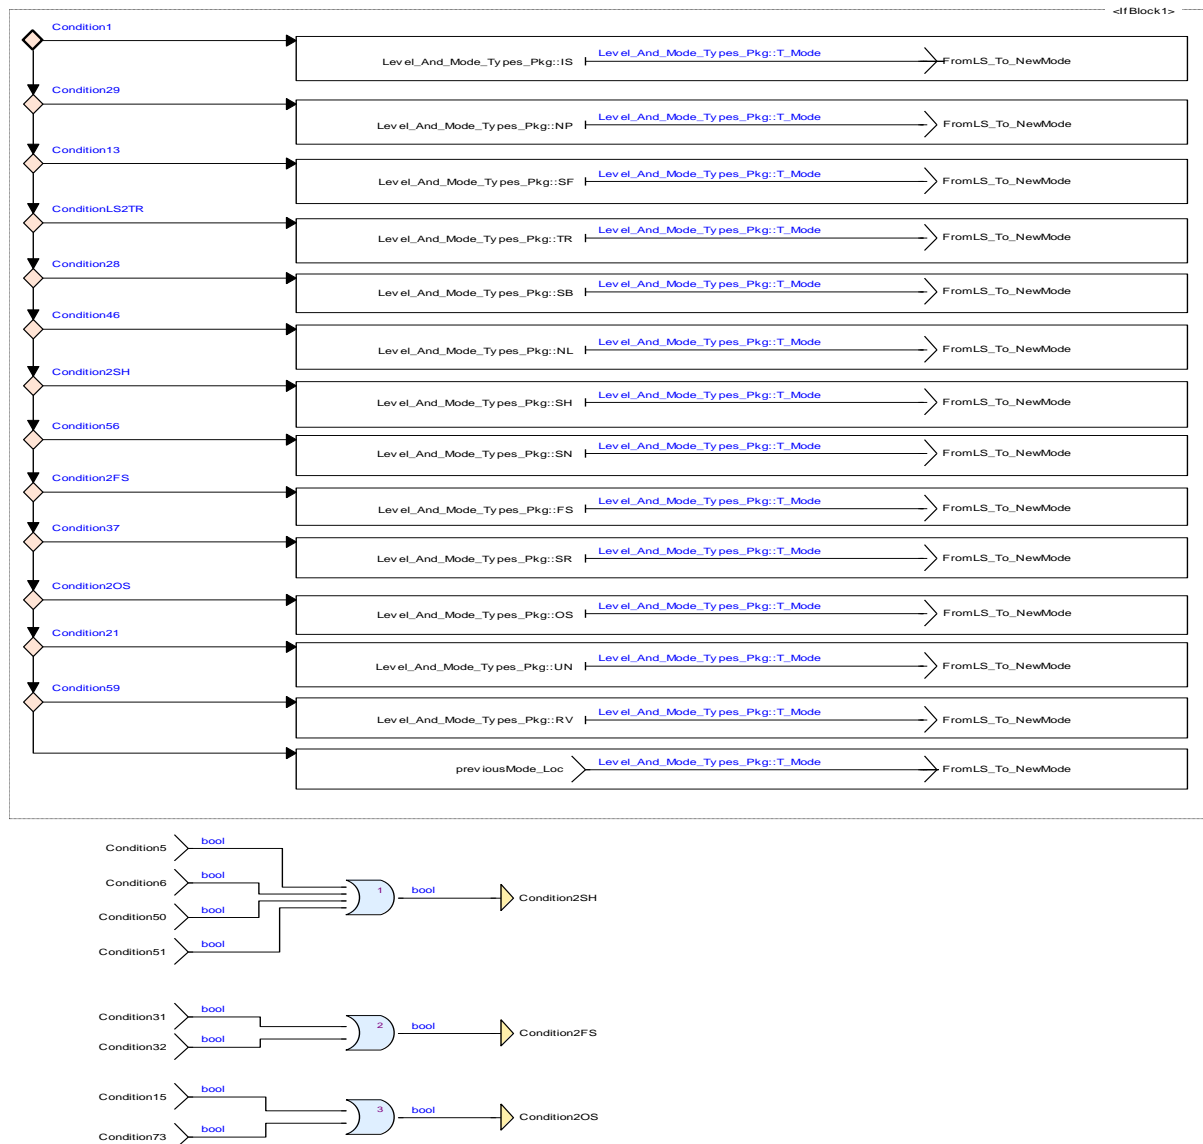 <IfBlock1>
Condition1
Level_And_Mode_Types_Pkg::IS Level_And_Mode_Types_Pkg::T_Mode FromLS_To_NewMode
Condition29
Level_And_Mode_Types_Pkg::NP Level_And_Mode_Types_Pkg::T_Mode FromLS_To_NewMode
Condition13
Level_And_Mode_Types_Pkg::SF Level_And_Mode_Types_Pkg::T_Mode FromLS_To_NewMode
ConditionLS2TR
Level_And_Mode_Types_Pkg::TR Level_And_Mode_Types_Pkg::T_Mode FromLS_To_NewMode
Condition28
Level_And_Mode_Types_Pkg::SB Level_And_Mode_Types_Pkg::T_Mode FromLS_To_NewMode
Condition46
Level_And_Mode_Types_Pkg::NL Level_And_Mode_Types_Pkg::T_Mode FromLS_To_NewMode
Condition2SH
Level_And_Mode_Types_Pkg::SH Level_And_Mode_Types_Pkg::T_Mode FromLS_To_NewMode
Condition56
Level_And_Mode_Types_Pkg::SN Level_And_Mode_Types_Pkg::T_Mode FromLS_To_NewMode
Condition2FS
Level_And_Mode_Types_Pkg::FS Level_And_Mode_Types_Pkg::T_Mode FromLS_To_NewMode
Condition37
Level_And_Mode_Types_Pkg::SR Level_And_Mode_Types_Pkg::T_Mode FromLS_To_NewMode
Condition2OS
Level_And_Mode_Types_Pkg::OS Level_And_Mode_Types_Pkg::T_Mode FromLS_To_NewMode
Condition21
Level_And_Mode_Types_Pkg::UN Level_And_Mode_Types_Pkg::T_Mode FromLS_To_NewMode
Condition59
Level_And_Mode_Types_Pkg::RV Level_And_Mode_Types_Pkg::T_Mode FromLS_To_NewMode
previousMode_Loc Level_And_Mode_Types_Pkg::T_Mode FromLS_To_NewMode
Condition5 bool
Condition6 bool
1 bool Condition2SH
Condition50 bool
Condition51 bool
Condition31 bool
2 bool Condition2FS
Condition32 bool
Condition15 bool
3 bool Condition2OS
Condition73 bool